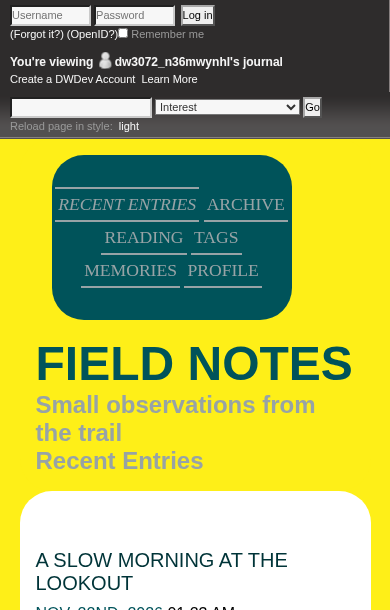 Username Password Log in
(Forgot it?) (OpenID?) Remember me
You're viewing dw3072_n36mwynhl's journal
Create a DWDev Account Learn More
Interest Go
Reload page in style: light
RECENT ENTRIES ARCHIVE
READING TAGS
MEMORIES PROFILE
FIELD NOTES
Small observations from
the trail
Recent Entries
A SLOW MORNING AT THE
LOOKOUT